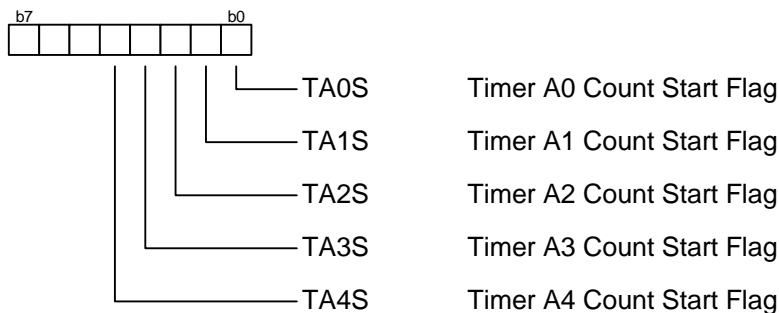 b7 b0
TA0S Timer A0 Count Start Flag
TA1S Timer A1 Count Start Flag
TA2S Timer A2 Count Start Flag
TA3S Timer A3 Count Start Flag
TA4S Timer A4 Count Start Flag